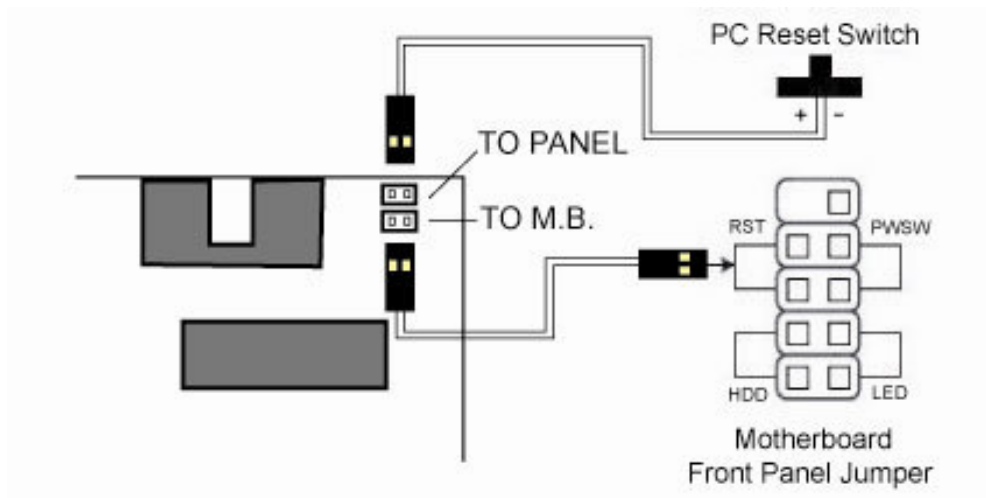 PC Reset Switch
+ -
TO PANEL
TO M.B.
RST
PWSW
HDD
LED
Motherboard
Front Panel Jumper